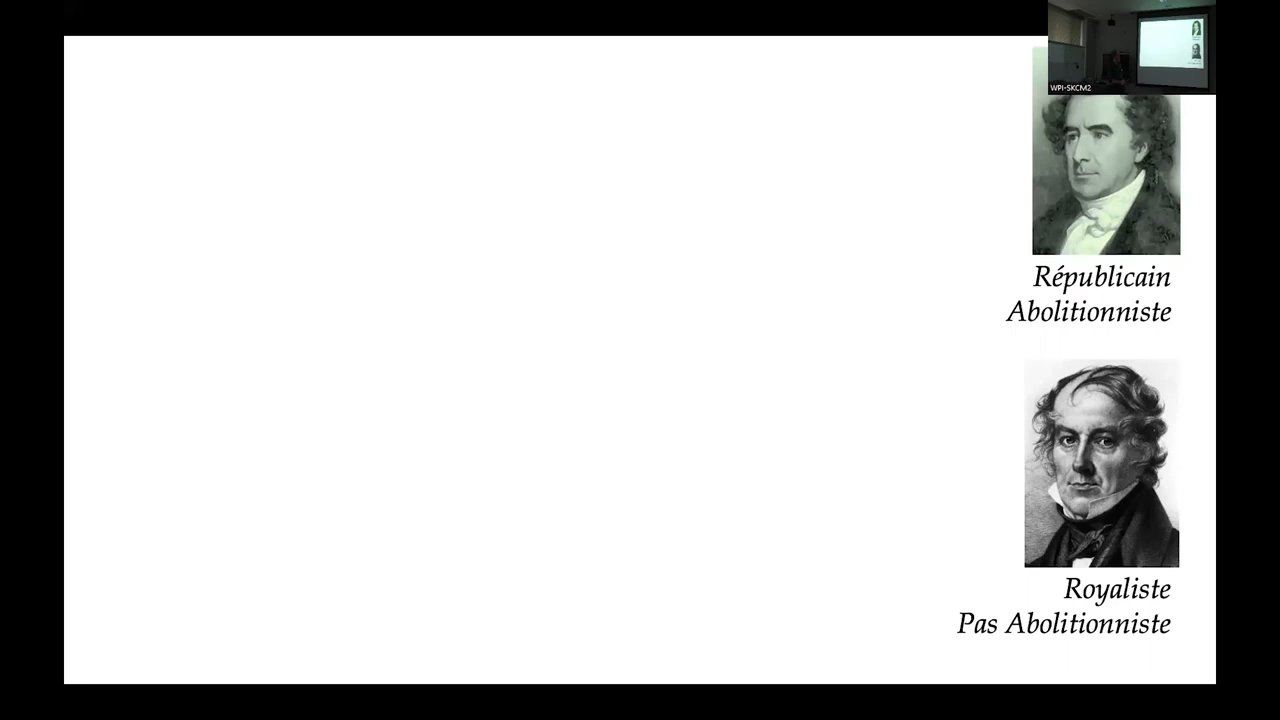 WPI-SKCM2
Républicain
Abolitionniste
Royaliste
Pas Abolitionniste